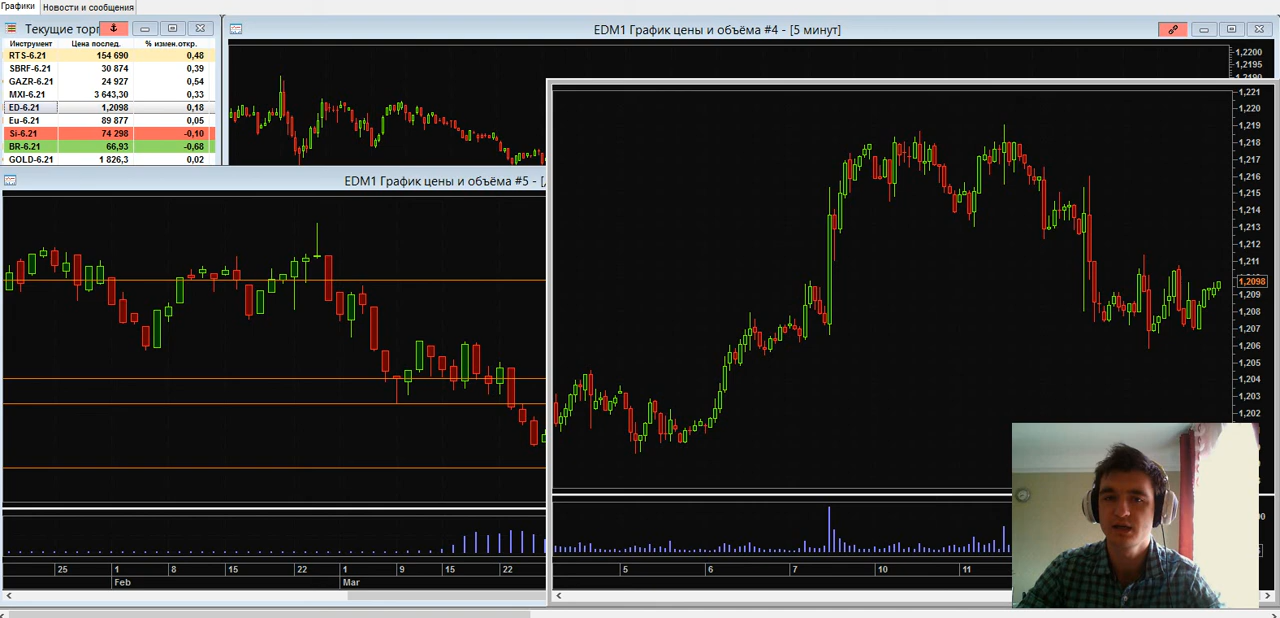 Графики
Новости и сообщения
Текущие торг
EDM1 График цены и объёма #4 - [5 минут]
Инструмент Цена послед. % измен.откр.
RTS-6.21 154 690 0,48
SBRF-6.21 30 874 0,39
GAZR-6.21 24 927 0,54
MXI-6.21 3 643,30 0,33
ED-6.21 1,2098 0,18
Eu-6.21 89 877 0,05
Si-6.21 74 298 -0,10
BR-6.21 66,93 -0,68
GOLD-6.21 1 826,3 0,02
1,2200
1,2195
1,2190
EDM1 График цены и объёма #5 - [
1,221
1,220
1,219
1,218
1,217
1,216
1,215
1,214
1,213
1,212
1,211
1,2098
1,209
1,208
1,207
1,206
1,205
1,204
1,203
1,202
25 1 8 15 22 1 9 15 22
Feb Mar
5 6 7 10 11